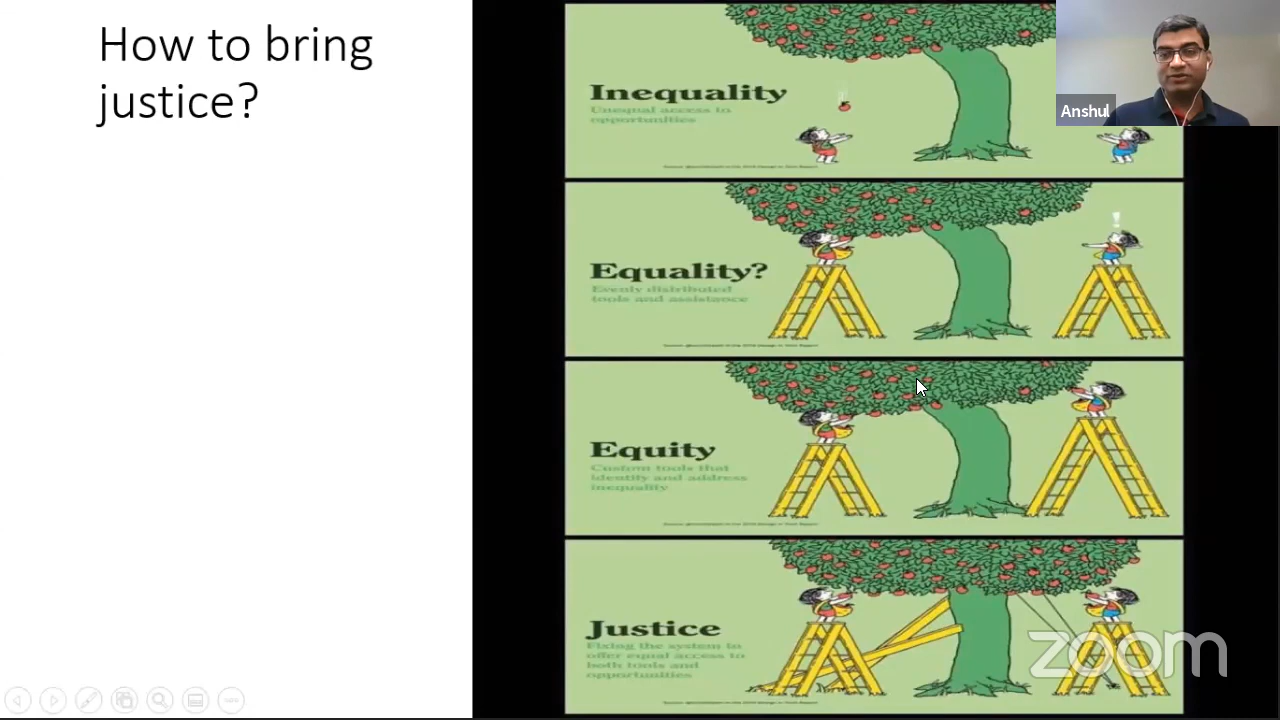 How to bring
justice?
Anshul
Inequality
Unequal access to
opportunities
Equality?
Evenly distributed
tools and assistance
Equity
Custom tools that
identify and address
inequality
Justice
Fixing the system to
offer equal access to
both tools and
opportunities
zoom